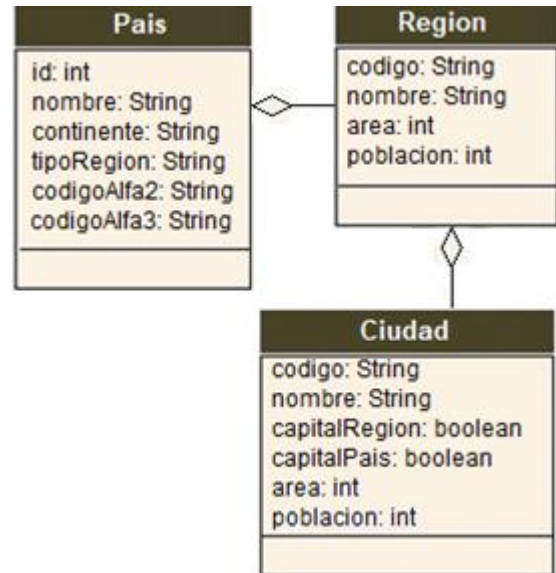 Pais
id: int
nombre: String
continente: String
tipoRegion: String
codigoAlfa2: String
codigoAlfa3: String
Region
codigo: String
nombre: String
area: int
poblacion: int
Ciudad
codigo: String
nombre: String
capitalRegion: boolean
capitalPais: boolean
area: int
poblacion: int